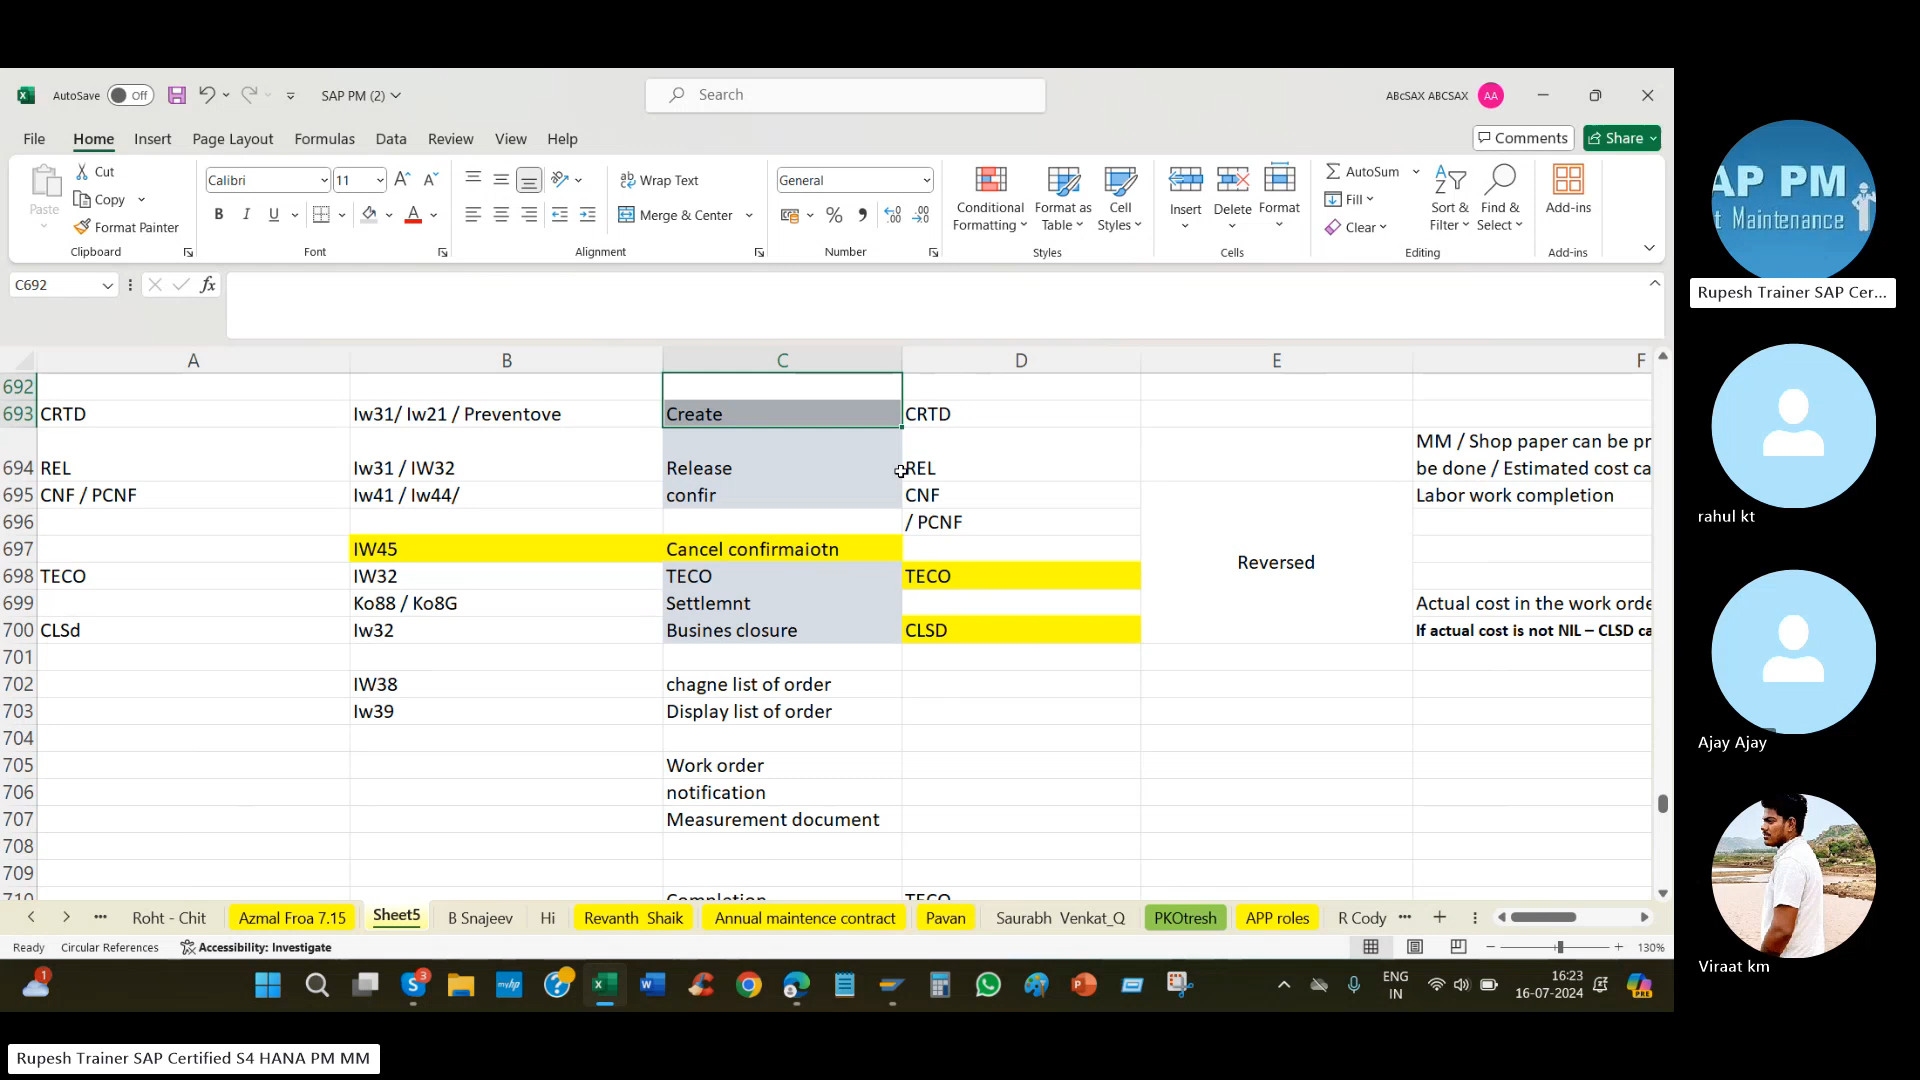 AutoSave Off SAP PM (2) Search ABcSAX ABCSAX AA
File Home Insert Page Layout Formulas Data Review View Help Comments Share
Paste Cut Copy Format Painter Clipboard
Calibri 11 B I U A Font
Wrap Text Merge & Center Alignment
General % Number
Conditional Formatting Format as Table Cell Styles Styles
Insert Delete Format Cells
AutoSum Fill Clear Sort & Filter Find & Select Editing
Add-ins Add-ins
C692 fx
A B C D E F
692
693 CRTD Iw31/ Iw21 / Preventove Create CRTD
MM / Shop paper can be pr
694 REL Iw31 / IW32 Release REL be done / Estimated cost ca
695 CNF / PCNF Iw41 / Iw44/ confir CNF Labor work completion
696 / PCNF
697 IW45 Cancel confirmaiotn
Reversed
698 TECO IW32 TECO TECO
699 Ko88 / Ko8G Settlemnt Actual cost in the work orde
700 CLSd Iw32 Busines closure CLSD If actual cost is not NIL – CLSD ca
701
702 IW38 chagne list of order
703 Iw39 Display list of order
704
705 Work order
706 notification
707 Measurement document
708
709
710 Completion TECO
Roht - Chit Azmal Froa 7.15 Sheet5 B Snajeev Hi Revanth Shaik Annual maintence contract Pavan Saurabh Venkat_Q PKOtresh APP roles R Cody
Ready Circular References Accessibility: Investigate 130%
1 3 myhp ENG IN 16:23 16-07-2024 PRE
AP PM
t Maintenance
Rupesh Trainer SAP Cer...
rahul kt
Ajay Ajay
Viraat km
Rupesh Trainer SAP Certified S4 HANA PM MM